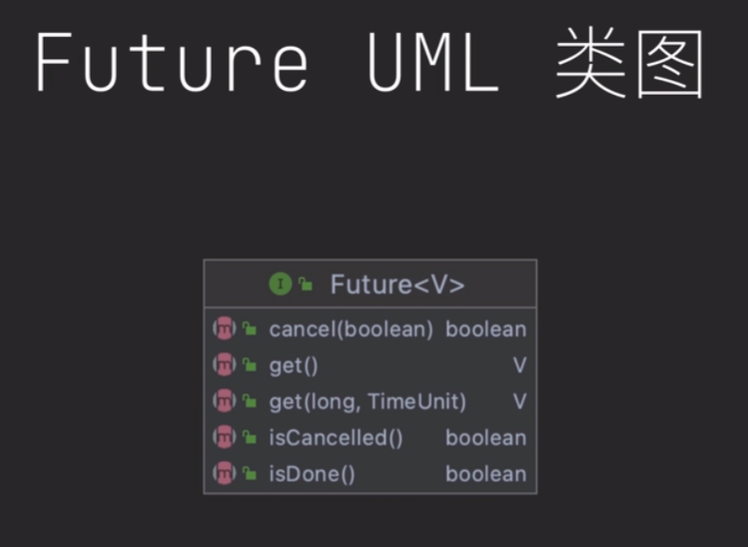 Future UML 类图
I Future<V>
m cancel(boolean) boolean
m get() V
m get(long, TimeUnit) V
m isCancelled() boolean
m isDone() boolean